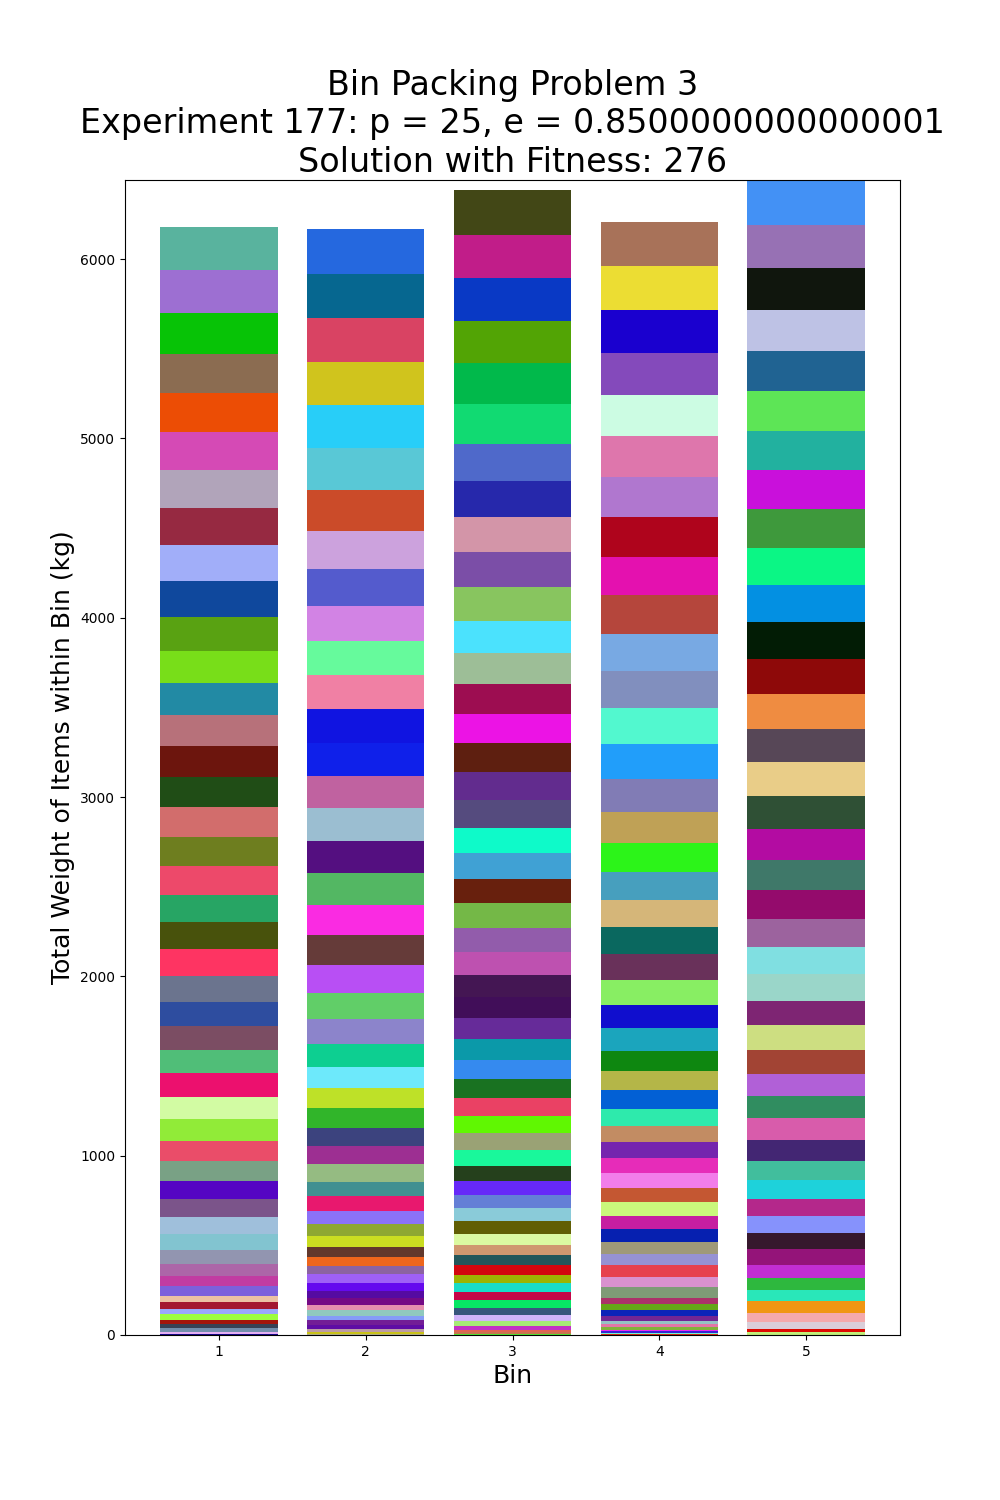 Bin Packing Problem 3
Experiment 177: p = 25, e = 0.8500000000000001
Solution with Fitness: 276
Total Weight of Items within Bin (kg)
6000
5000
4000
3000
2000
1000
0
1 2 3 4 5
Bin